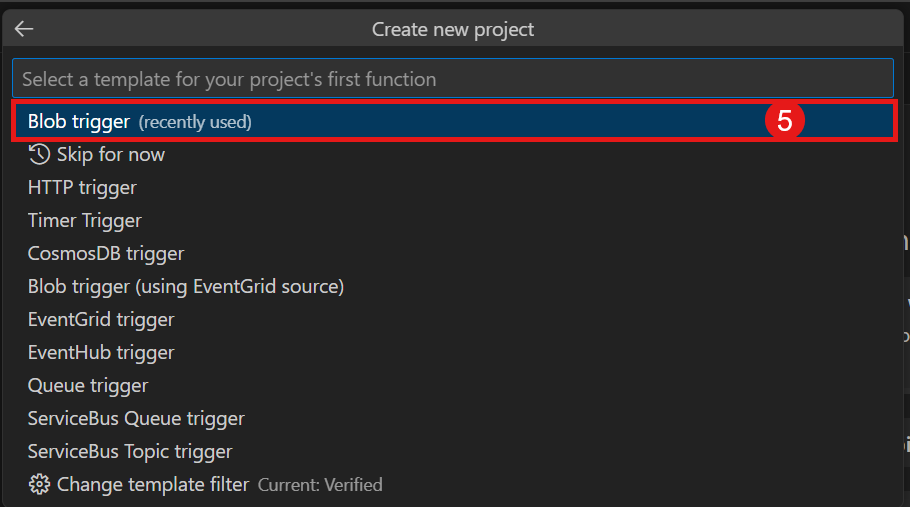 Create new project
Select a template for your project's first function
Blob trigger (recently used) 5
Skip for now
HTTP trigger
Timer Trigger
CosmosDB trigger
Blob trigger (using EventGrid source)
EventGrid trigger
EventHub trigger
Queue trigger
ServiceBus Queue trigger
ServiceBus Topic trigger
Change template filter Current: Verified